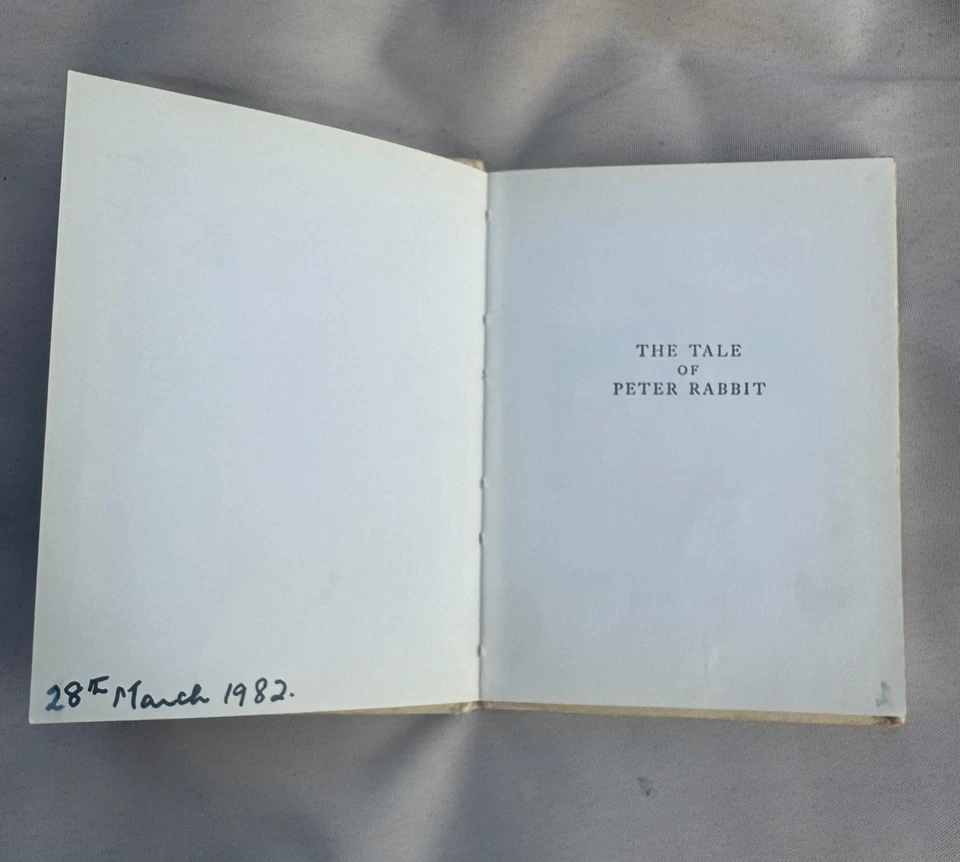 28th March 1982.
THE TALE
OF
PETER RABBIT